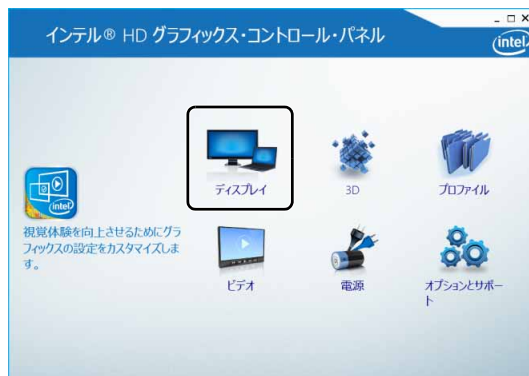 インテル® HD グラフィックス・コントロール・パネル
intel
ディスプレイ
3D
プロファイル
intel
視覚体験を向上させるためにグラ
フィックスの設定をカスタマイズしま
す。
ビデオ
電源
オプションとサポー
ト